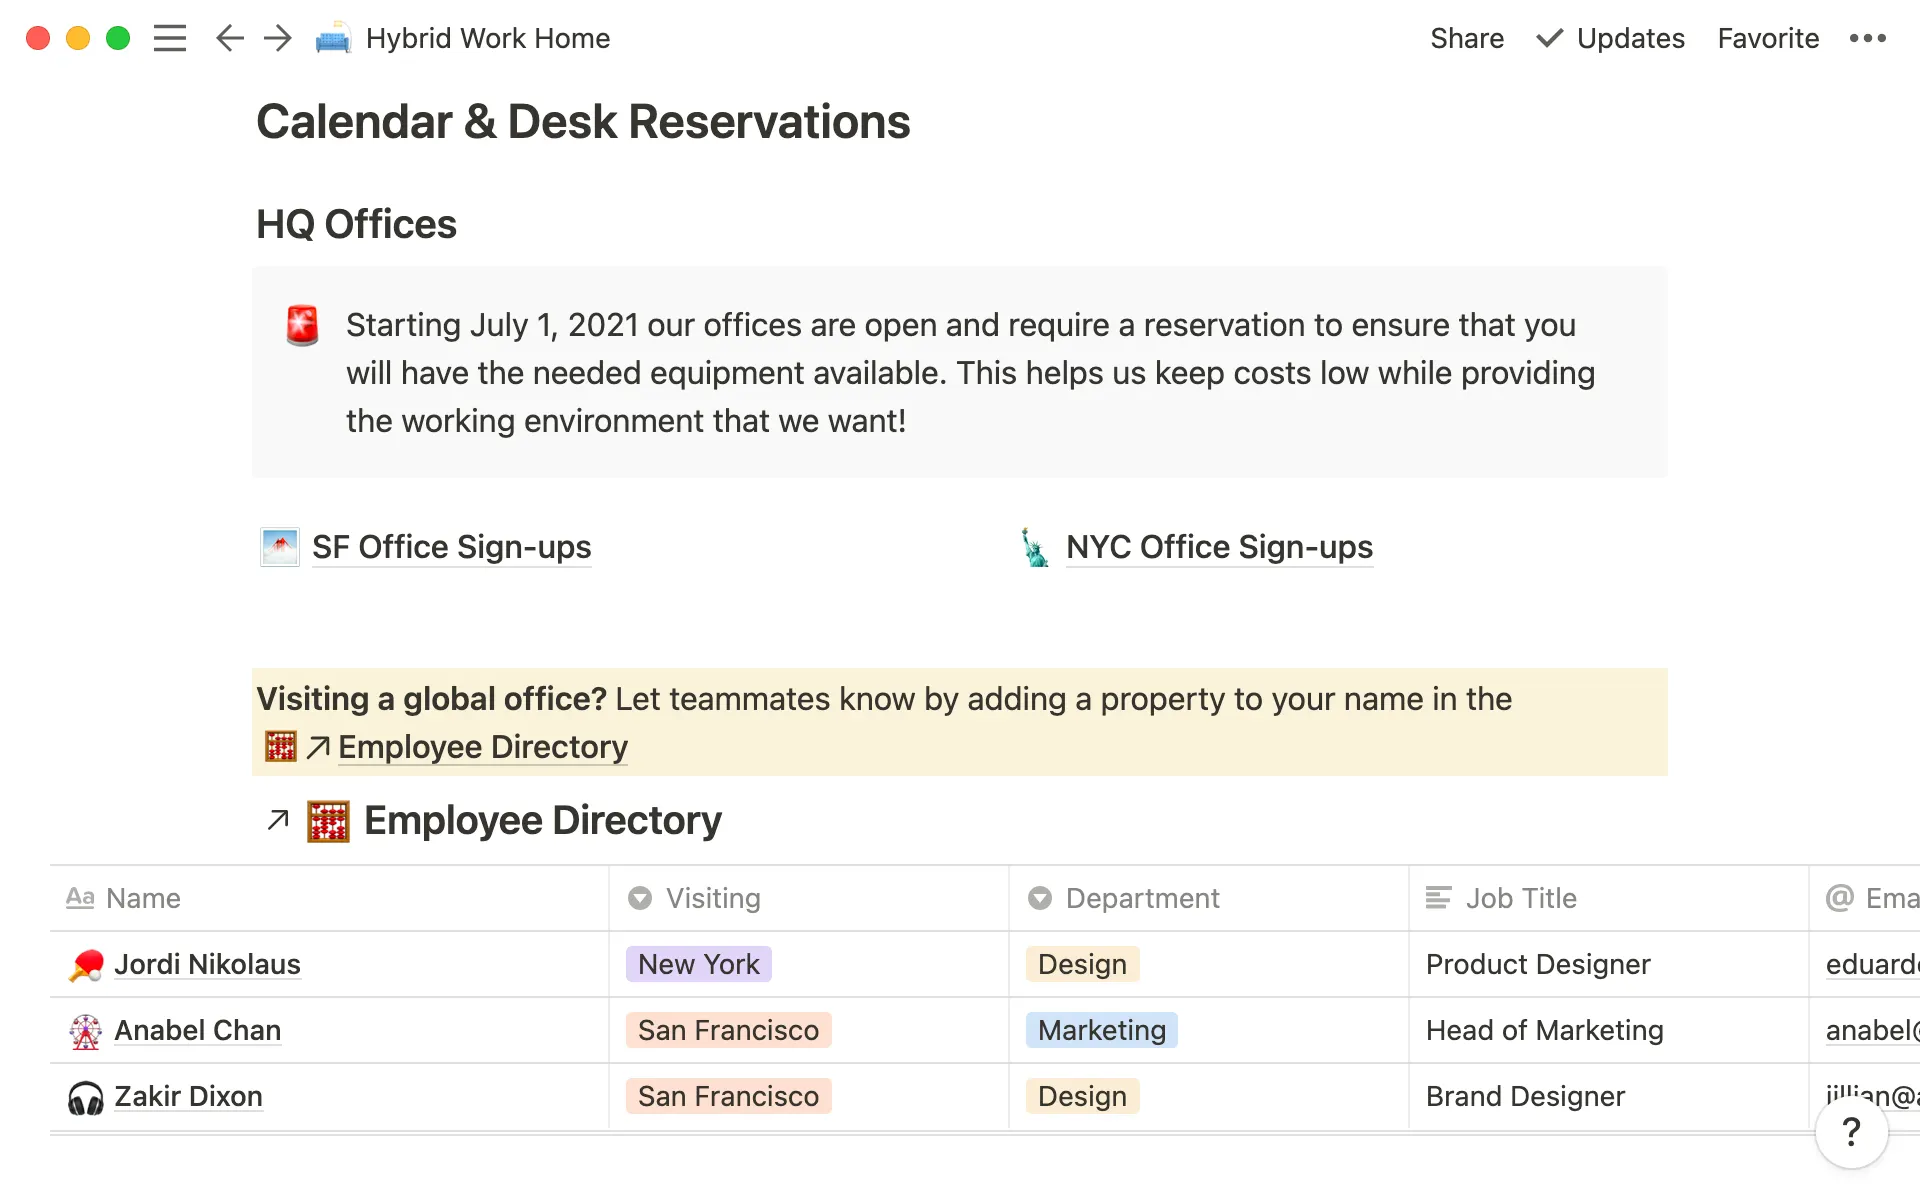 Hybrid Work Home
Share
Updates
Favorite
Calendar & Desk Reservations
HQ Offices
Starting July 1, 2021 our offices are open and require a reservation to ensure that you
will have the needed equipment available. This helps us keep costs low while providing
the working environment that we want!
SF Office Sign-ups
NYC Office Sign-ups
Visiting a global office? Let teammates know by adding a property to your name in the
Employee Directory
Employee Directory
Aa Name
Visiting
Department
Job Title
@ Ema
Jordi Nikolaus
New York
Design
Product Designer
Anabel Chan
San Francisco
Marketing
Head of Marketing
anabel@
Zakir Dixon
San Francisco
Design
Brand Designer
?